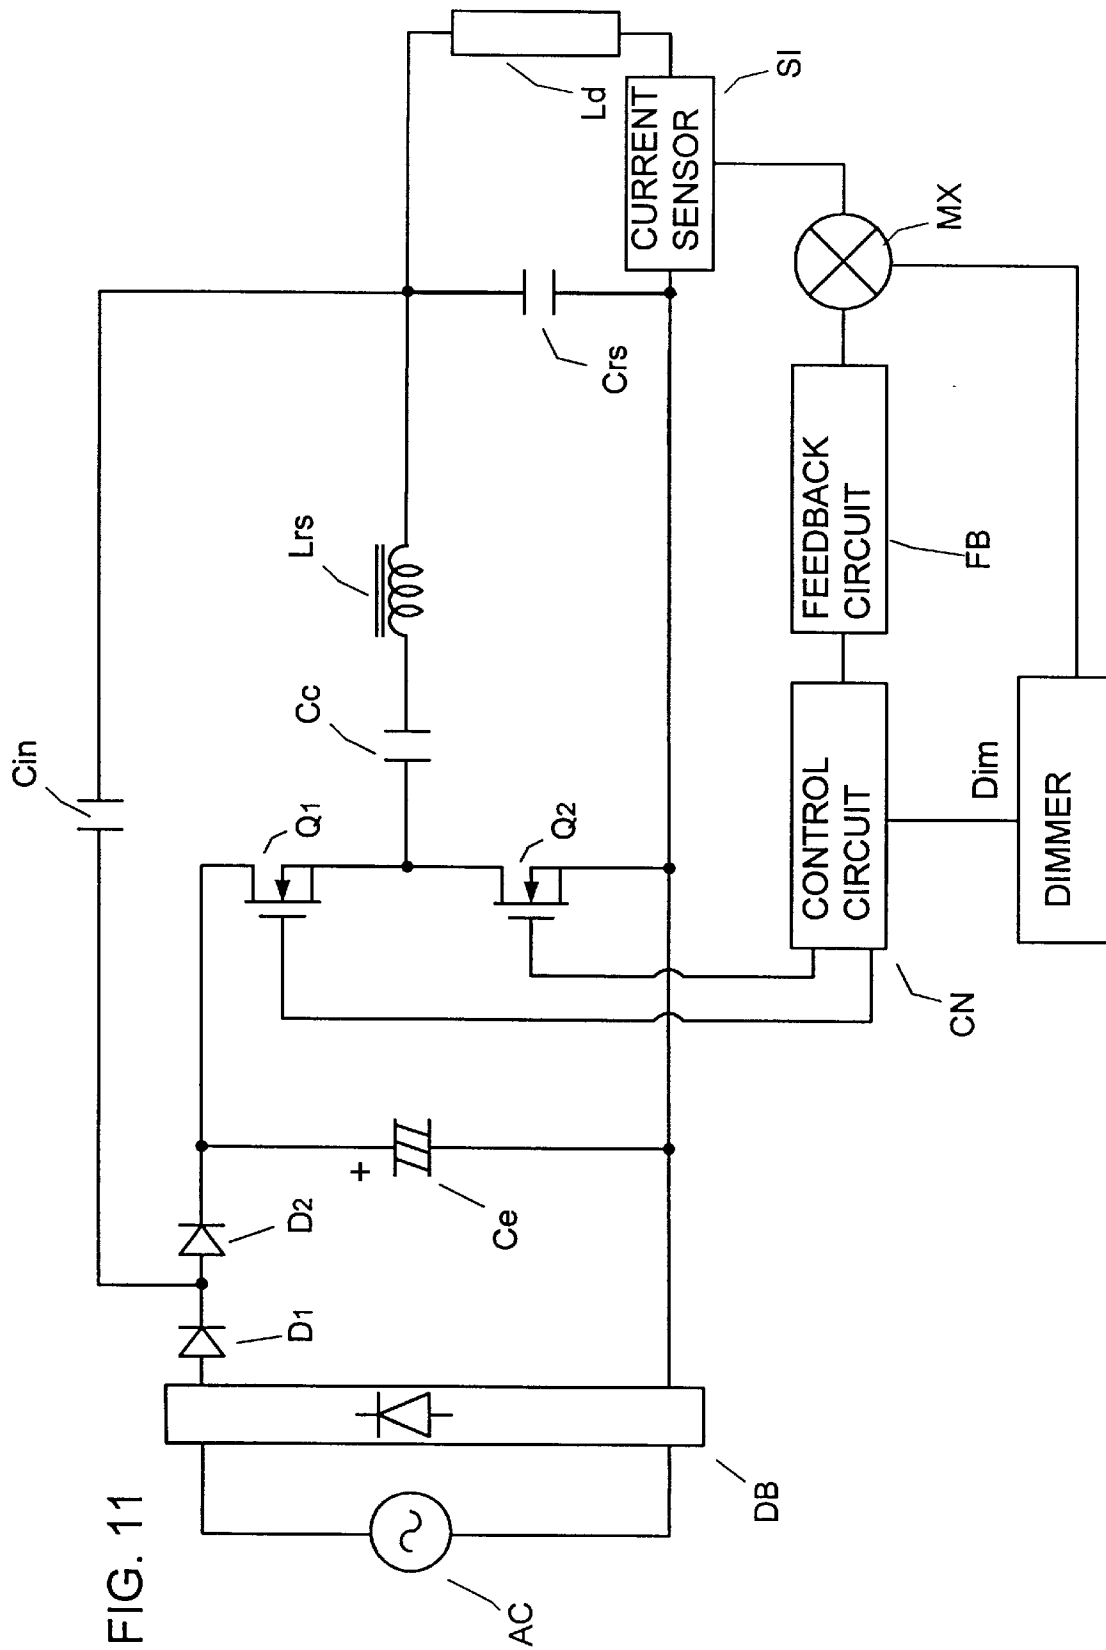 FIG. 11
Cin
D1
D2
Q1
Cc
Lrs
Ld
+
Ce
Q2
Crs
CURRENT
SENSOR
SI
AC
DB
CN
CONTROL
CIRCUIT
FEEDBACK
CIRCUIT
FB
MX
Dim
DIMMER